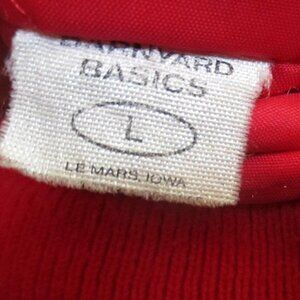 BARNYARD
BASICS
L
LE MARS, IOWA